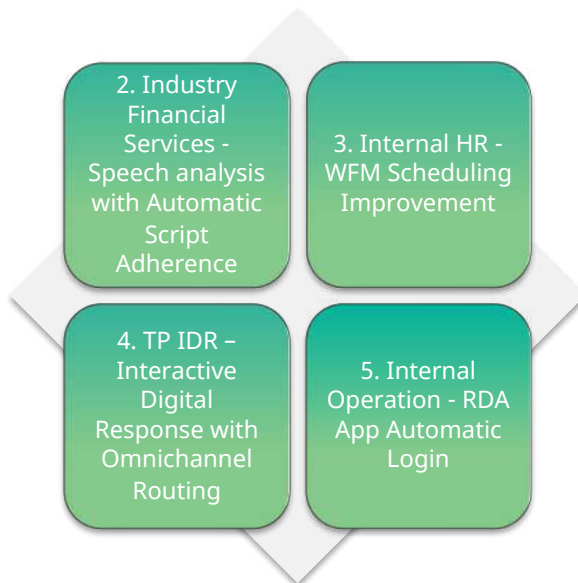 2. Industry
Financial
Services -
Speech analysis
with Automatic
Script
Adherence
3. Internal HR -
WFM Scheduling
Improvement
4. TP IDR –
Interactive
Digital
Response with
Omnichannel
Routing
5. Internal
Operation - RDA
App Automatic
Login